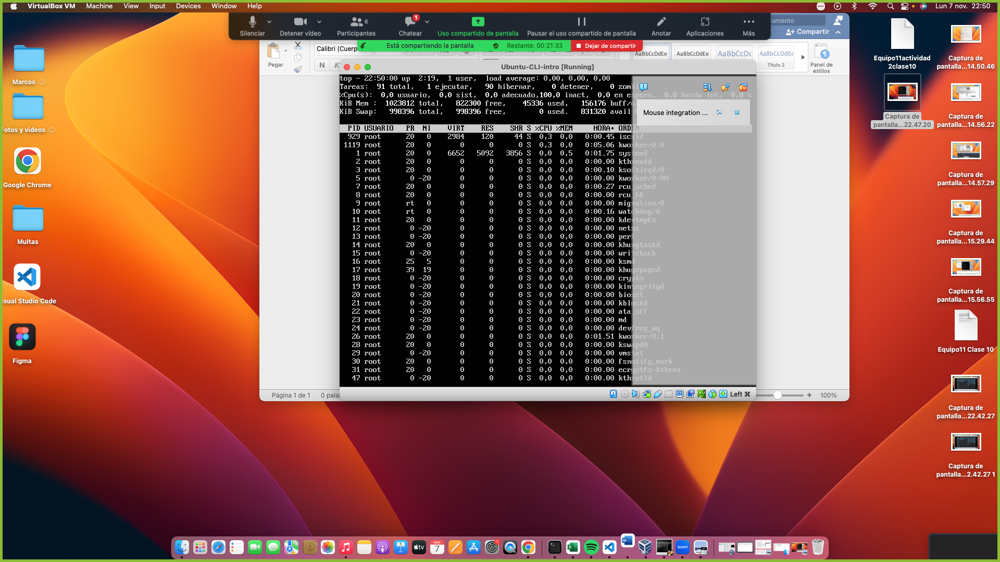 VirtualBox VM Machine View Input Devices Window Help
zoom
Lun 7 nov. 22:50
Silenciar
Detener vídeo
6
Participantes
1
Chatear
Uso compartido de pantalla
Pausar el uso compartido de pantalla
Anotar
Aplicaciones
Más
umento
Compartir
Está compartiendo la pantalla
Restante: 00:21:33
Dejar de compartir
Pegar
Calibri (Cuerp
N K
AaBbCcDdEe
AaBbCcDdEe
AaBbCcDc
AaBbCcDdEe
Título 2
Panel de
estilos
Ubuntu-CLI-intro [Running]
top - 22:50:00 up 2:19, 1 user, load average: 0,00, 0,00, 0,00
Tareas: 91 total, 1 ejecutar, 90 hibernar, 0 detener, 0 zombi
%Cpu(s): 0,0 usuario, 0,0 sist, 0,0 adecuado,100,0 inact, 0,0 en espera, 0,0 hardw int, 0,0 s
KiB Mem : 1023812 total, 822300 free, 45336 used, 156176 buff/ca
KiB Swap: 998396 total, 998396 free, 0 used. 831320 avail
Mouse integration ...
PID USUARIO PR NI VIRT RES SHR S %CPU %MEM HORA+ ORDEN
929 root 20 0 2984 120 44 S 0,3 0,0 0:00.45 iscsid
1119 root 20 0 0 0 0 S 0,3 0,0 0:05.06 kworker/0:0
1 root 20 0 6652 5092 3856 S 0,0 0,5 0:01.75 systemd
2 root 20 0 0 0 0 S 0,0 0,0 0:00.00 kthreadd
3 root 20 0 0 0 0 S 0,0 0,0 0:00.10 ksoftirqd/0
5 root 0 -20 0 0 0 S 0,0 0,0 0:00.00 kworker/0:0H
7 root 20 0 0 0 0 S 0,0 0,0 0:00.27 rcu_sched
8 root 20 0 0 0 0 S 0,0 0,0 0:00.00 rcu_bh
9 root rt 0 0 0 0 S 0,0 0,0 0:00.00 migration/0
10 root rt 0 0 0 0 S 0,0 0,0 0:00.16 watchdog/0
11 root 20 0 0 0 0 S 0,0 0,0 0:00.00 kdevtmpfs
12 root 0 -20 0 0 0 S 0,0 0,0 0:00.00 netns
13 root 0 -20 0 0 0 S 0,0 0,0 0:00.00 perf
14 root 20 0 0 0 0 S 0,0 0,0 0:00.00 khungtaskd
15 root 0 -20 0 0 0 S 0,0 0,0 0:00.00 writeback
16 root 25 5 0 0 0 S 0,0 0,0 0:00.00 ksmd
17 root 39 19 0 0 0 S 0,0 0,0 0:00.00 khugepaged
18 root 0 -20 0 0 0 S 0,0 0,0 0:00.00 crypto
19 root 0 -20 0 0 0 S 0,0 0,0 0:00.00 kintegrityd
20 root 0 -20 0 0 0 S 0,0 0,0 0:00.00 bioset
21 root 0 -20 0 0 0 S 0,0 0,0 0:00.00 kblockd
22 root 0 -20 0 0 0 S 0,0 0,0 0:00.00 ata_sff
23 root 0 -20 0 0 0 S 0,0 0,0 0:00.00 md
24 root 0 -20 0 0 0 S 0,0 0,0 0:00.00 devfreq_wq
26 root 20 0 0 0 0 S 0,0 0,0 0:01.51 kworker/0:1
28 root 20 0 0 0 0 S 0,0 0,0 0:00.00 kswapd0
29 root 0 -20 0 0 0 S 0,0 0,0 0:00.00 vmstat
30 root 20 0 0 0 0 S 0,0 0,0 0:00.00 fsnotify_mark
31 root 20 0 0 0 0 S 0,0 0,0 0:00.00 ecryptfs-kthrea
47 root 0 -20 0 0 0 S 0,0 0,0 0:00.00 kthrotld
Left ⌘
Página 1 de 1
0 pala
100%
Marcos
Fotos y videos
Google Chrome
Multas
isual Studio Code
Figma
Equipo11actividad
2clase10
Captura de
pantalla...22.47.20
Captura de
pantalla...14.50.46
Captura de
pantalla...14.56.22
Captura de
pantalla...14.57.29
Captura de
pantalla...15.29.44
Captura de
pantalla...15.56.55
Equipo11 Clase 10
Captura de
pantalla...22.42.27
Captura de
pantalla...2.42.27 1
tv
NOV
7
1
zoom